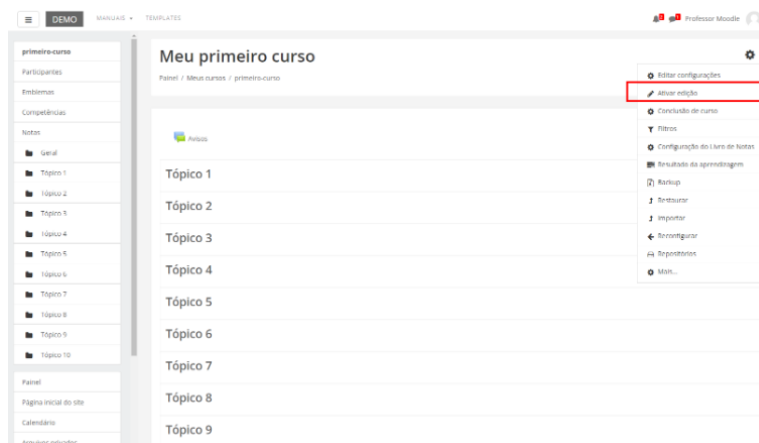 DEMO MANUAIS TEMPLATES Professor Moodle
primeiro-curso
Participantes
Emblemas
Competências
Notas
Geral
Tópico 1
Tópico 2
Tópico 3
Tópico 4
Tópico 5
Tópico 6
Tópico 7
Tópico 8
Tópico 9
Tópico 10
Painel
Página inicial do site
Calendário
Arquivos privados
Meu primeiro curso
Painel / Meus cursos / primeiro-curso
Avisos
Tópico 1
Tópico 2
Tópico 3
Tópico 4
Tópico 5
Tópico 6
Tópico 7
Tópico 8
Tópico 9
Editar configurações
Ativar edição
Conclusão de curso
Filtros
Configuração do Livro de Notas
Resultado da aprendizagem
Backup
Restaurar
Importar
Reconfigurar
Repositórios
Mais...